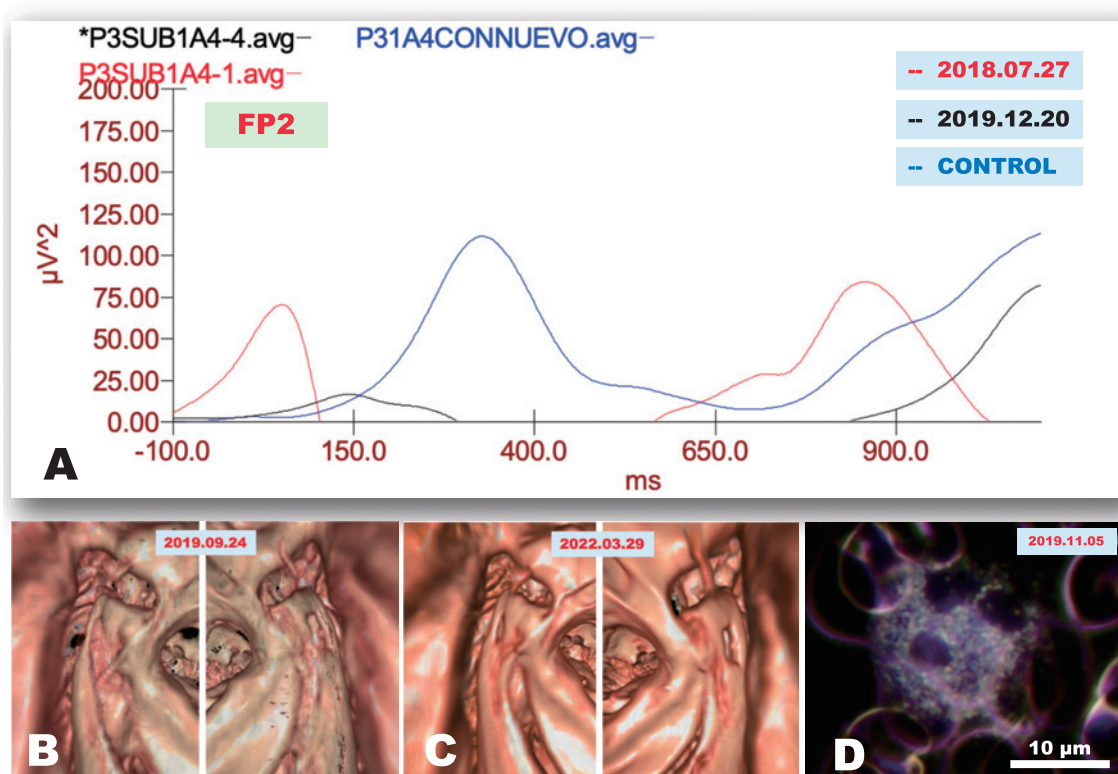 *P3SUB1A4-4.avg— P31A4CONNUEVO.avg—
P3SUB1A4-1.avg—
200.00
175.00
150.00
125.00
100.00
75.00
50.00
25.00
0.00
µV^2
FP2
-- 2018.07.27
-- 2019.12.20
-- CONTROL
-100.0 150.0 400.0 650.0 900.0
ms
A
2019.09.24
B
2022.03.29
C
2019.11.05
D
10 µm